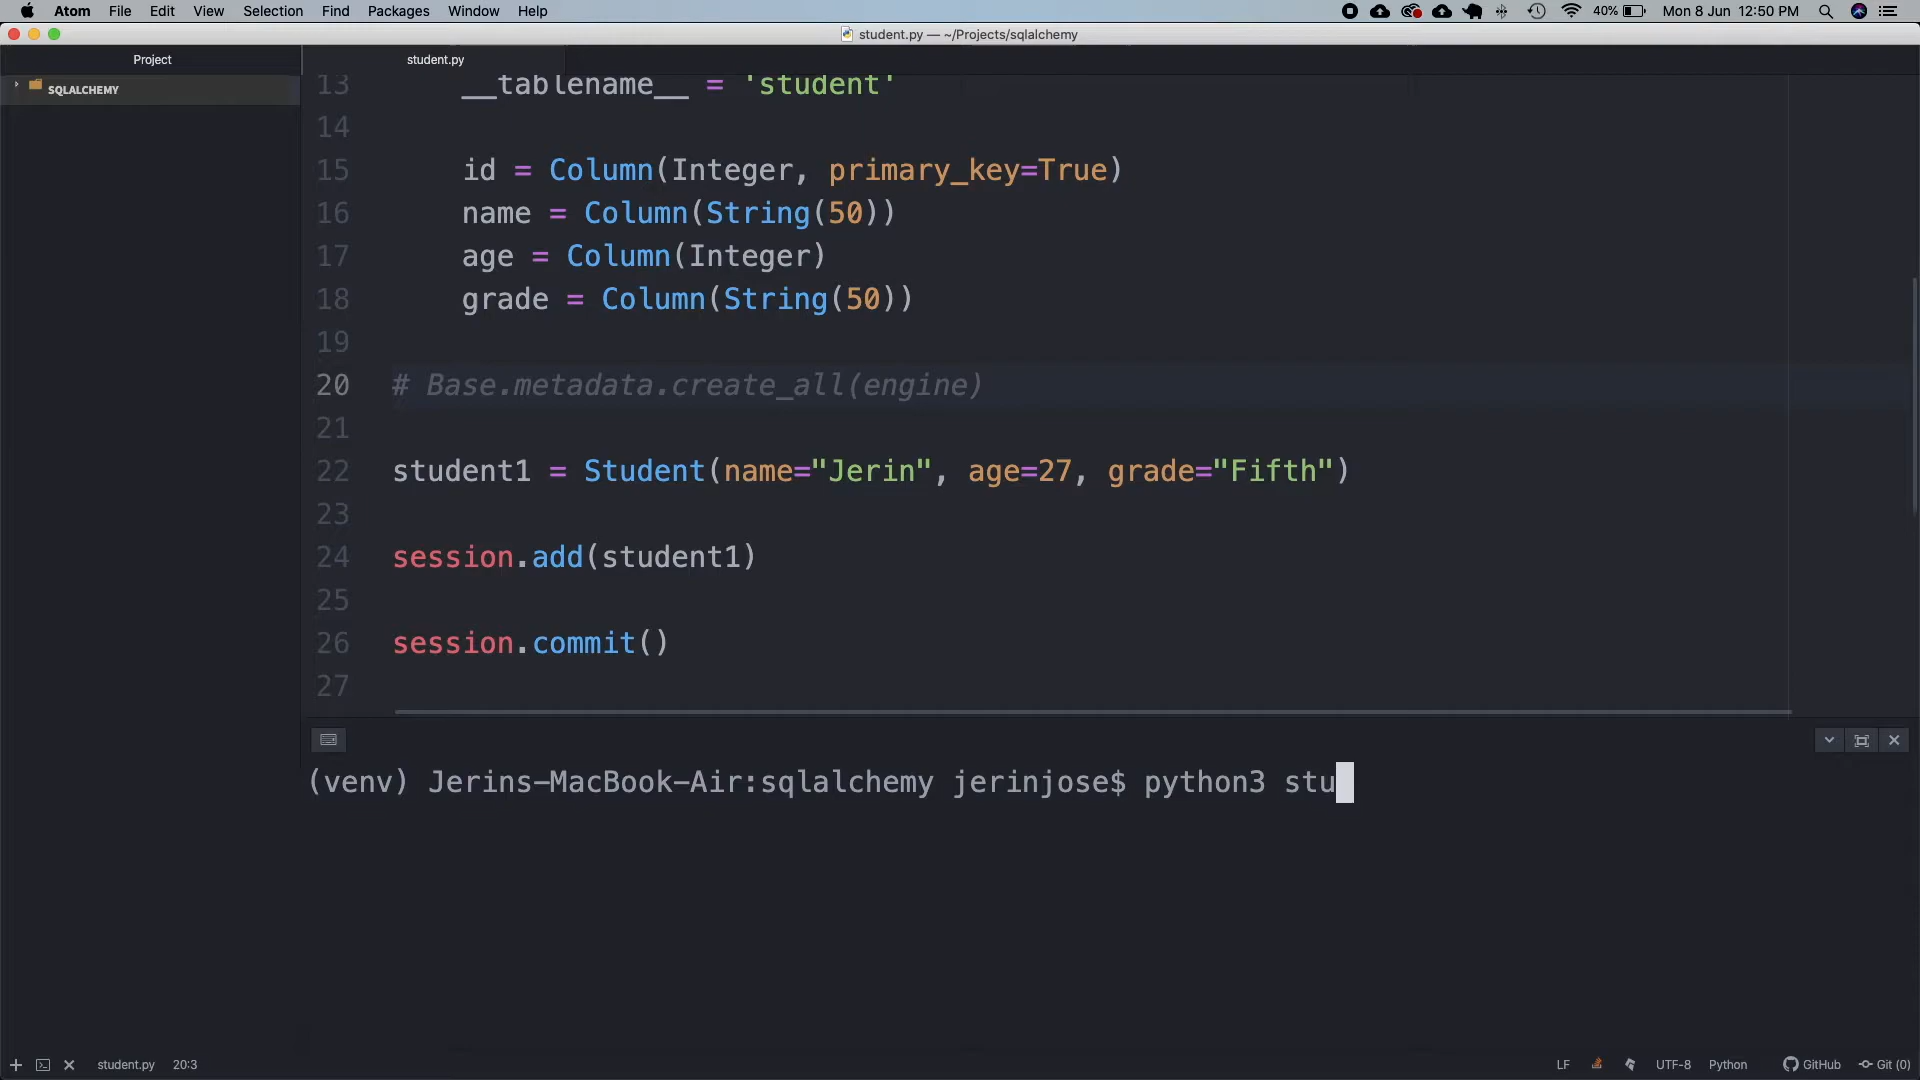 Atom File Edit View Selection Find Packages Window Help 40% Mon 8 Jun 12:50 PM
student.py — ~/Projects/sqlalchemy
Project student.py
SQLALCHEMY
13 __tablename__ = 'student'
14
15 id = Column(Integer, primary_key=True)
16 name = Column(String(50))
17 age = Column(Integer)
18 grade = Column(String(50))
19
20 # Base.metadata.create_all(engine)
21
22 student1 = Student(name="Jerin", age=27, grade="Fifth")
23
24 session.add(student1)
25
26 session.commit()
27
(venv) Jerins-MacBook-Air:sqlalchemy jerinjose$ python3 stu
student.py 20:3 LF UTF-8 Python GitHub Git (0)